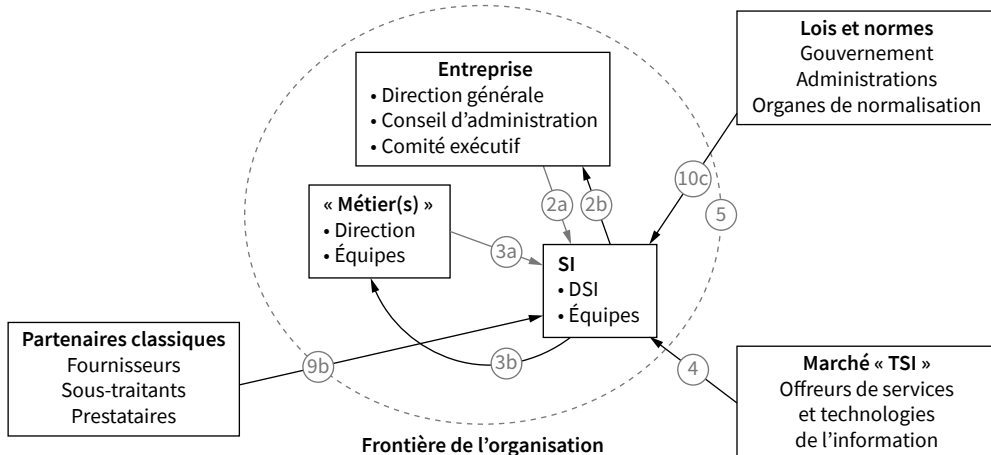 Lois et normes
Gouvernement
Administrations
Organes de normalisation
Entreprise
• Direction générale
• Conseil d’administration
• Comité exécutif
10c
2a
2b
5
« Métier(s) »
• Direction
• Équipes
3a
SI
• DSI
• Équipes
Partenaires classiques
Fournisseurs
Sous-traitants
Prestataires
9b
3b
4
Marché « TSI »
Offreurs de services
et technologies
de l’information
Frontière de l’organisation